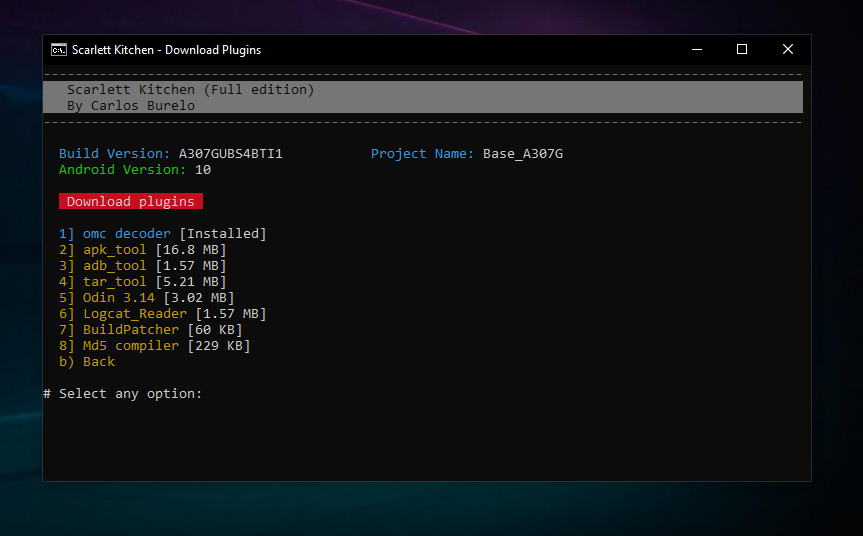 Scarlett Kitchen - Download Plugins
-----------------------------------------------------------------------------------------------
Scarlett Kitchen (Full edition)
By Carlos Burelo
-----------------------------------------------------------------------------------------------
Build Version: A307GUBS4BTI1 Project Name: Base_A307G
Android Version: 10
Download plugins
1] omc decoder [Installed]
2] apk_tool [16.8 MB]
3] adb_tool [1.57 MB]
4] tar_tool [5.21 MB]
5] Odin 3.14 [3.02 MB]
6] Logcat_Reader [1.57 MB]
7] BuildPatcher [60 KB]
8] Md5 compiler [229 KB]
b) Back
# Select any option: